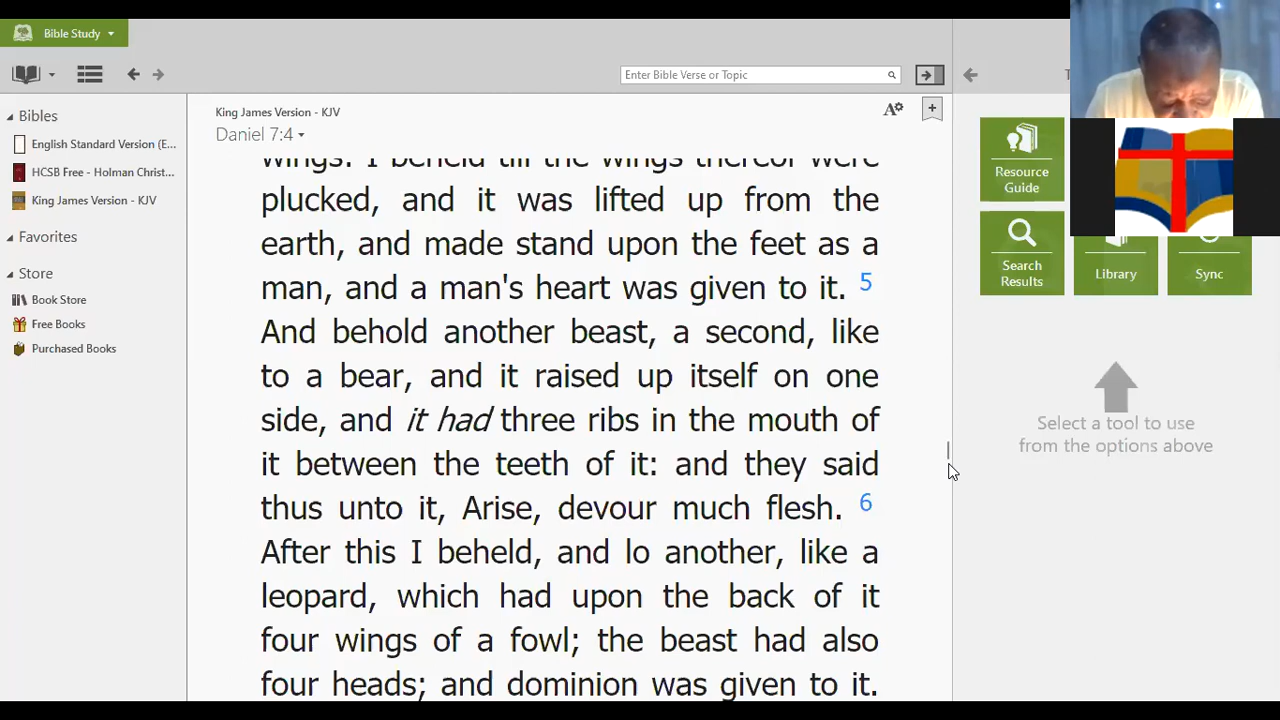 Bible Study
Enter Bible Verse or Topic
Bibles
English Standard Version (E...
HCSB Free - Holman Christ...
King James Version - KJV
Favorites
Store
Book Store
Free Books
Purchased Books
King James Version - KJV
Daniel 7:4
wings: I beheld till the wings thereof were
plucked, and it was lifted up from the
earth, and made stand upon the feet as a
man, and a man's heart was given to it. 5
And behold another beast, a second, like
to a bear, and it raised up itself on one
side, and it had three ribs in the mouth of
it between the teeth of it: and they said
thus unto it, Arise, devour much flesh. 6
After this I beheld, and lo another, like a
leopard, which had upon the back of it
four wings of a fowl; the beast had also
four heads; and dominion was given to it.
A
Resource
Guide
Search
Results
Library
Sync
Select a tool to use
from the options above